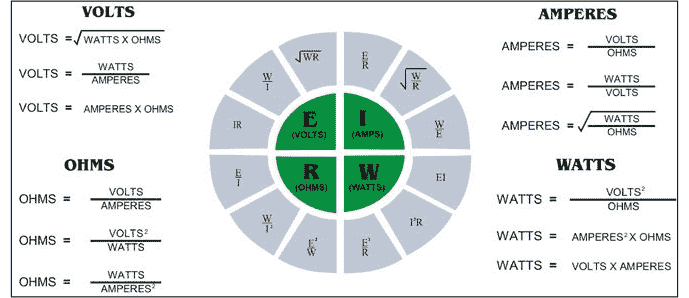 VOLTS
VOLTS = √WATTS X OHMS
VOLTS = WATTS
AMPERES
VOLTS = AMPERES X OHMS
OHMS
OHMS = VOLTS
AMPERES
OHMS = VOLTS²
WATTS
OHMS = WATTS
AMPERES²
√WR
E
R
W
I
√W
R
IR
W
E
E
(VOLTS)
I
(AMPS)
R
(OHMS)
W
(WATTS)
E
I
EI
W
I²
I²R
E²
W
E²
R
AMPERES
AMPERES = VOLTS
OHMS
AMPERES = WATTS
VOLTS
AMPERES = √WATTS
OHMS
WATTS
WATTS = VOLTS²
OHMS
WATTS = AMPERES² X OHMS
WATTS = VOLTS X AMPERES